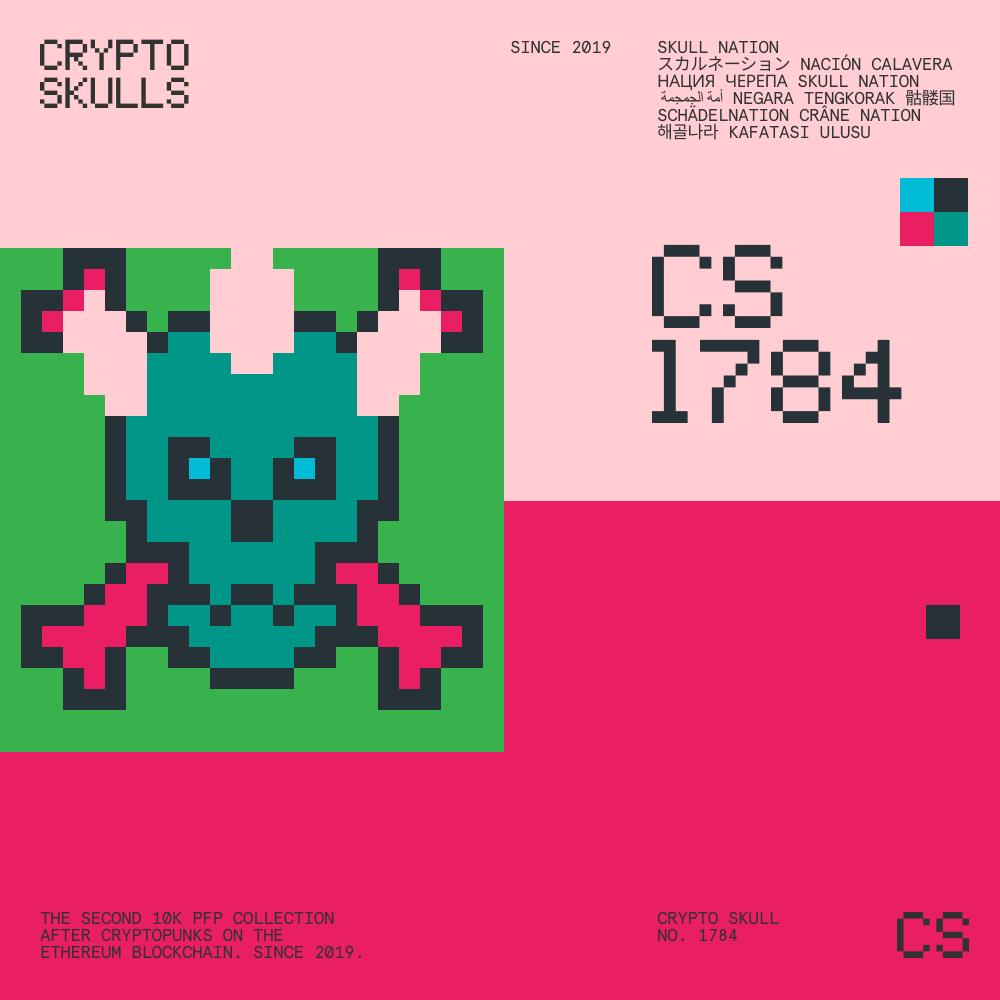 CRYPTO
SKULLS
SINCE 2019
SKULL NATION
スカルネーション NACIÓN CALAVERA
НАЦИЯ ЧЕРЕПА SKULL NATION
أمة الجمجمة NEGARA TENGKORAK 骷髅国
SCHÄDELNATION CRÂNE NATION
해골나라 KAFATASI ULUSU
CS
1784
THE SECOND 10K PFP COLLECTION
AFTER CRYPTOPUNKS ON THE
ETHEREUM BLOCKCHAIN. SINCE 2019.
CRYPTO SKULL
NO. 1784
CS